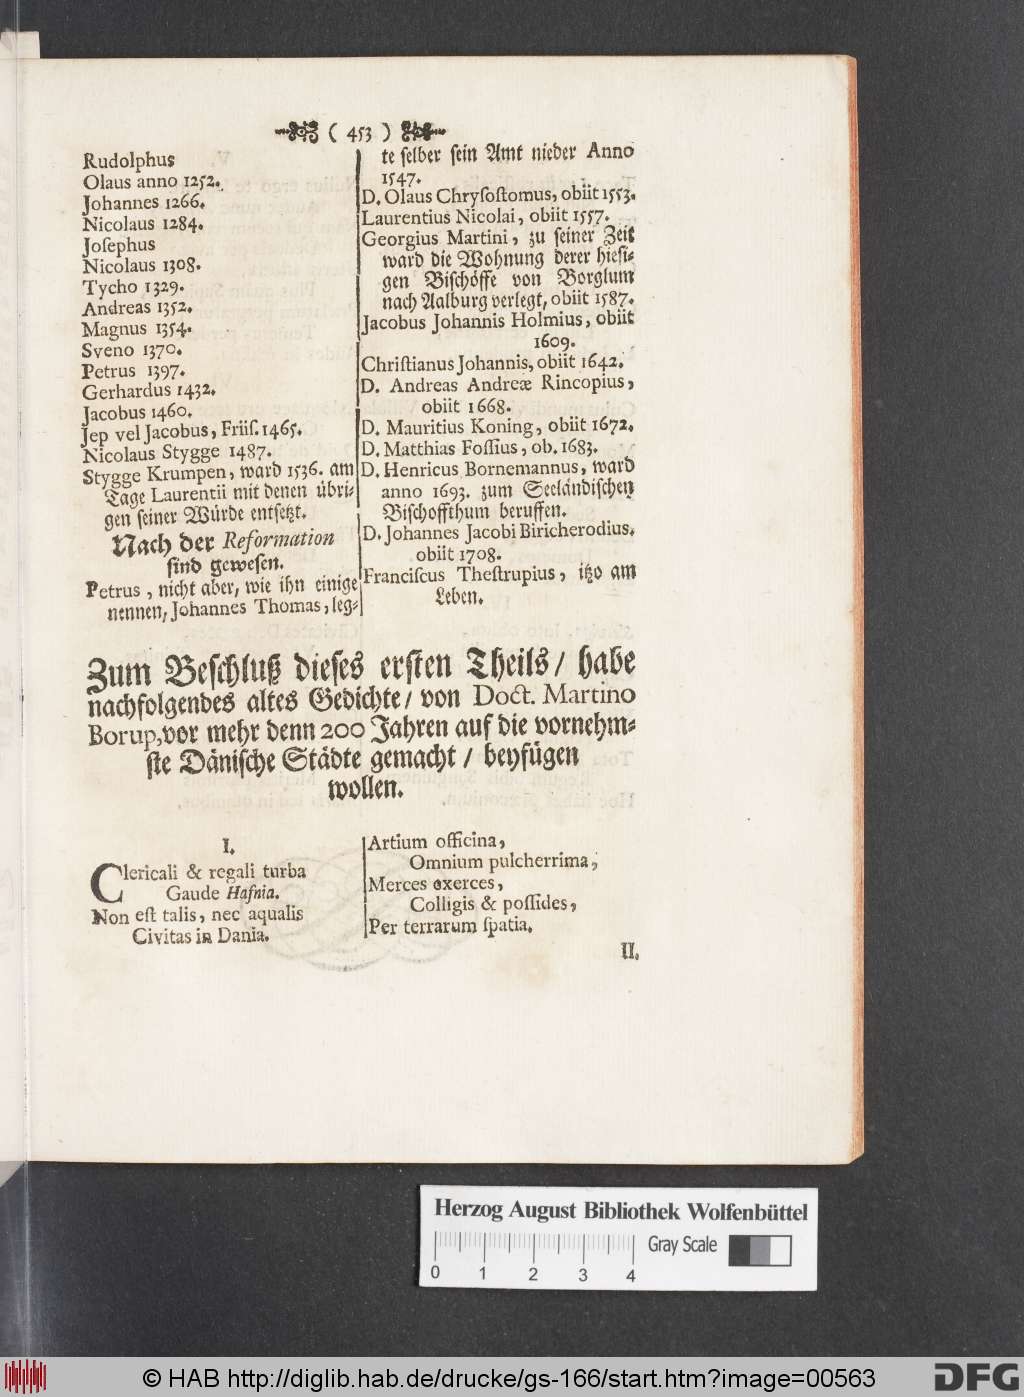 ( 453 )
Rudolphus
Olaus anno 1252.
Johannes 1266.
Nicolaus 1284.
Josephus
Nicolaus 1308.
Tycho 1329.
Andreas 1352.
Magnus 1354.
Sveno 1370.
Petrus 1397.
Gerhardus 1432.
Jacobus 1460.
Jep vel Jacobus, Friis. 1465.
Nicolaus Stygge 1487.
Stygge Krumpen, ward 1536. am
Tage Laurentii mit denen übri-
gen seiner Würde entsetzt.
Nach der Reformation
sind gewesen.
Petrus, nicht aber, wie ihn einige
nennen, Johannes Thomas, leg-
te selber sein Amt nieder Anno
1547.
D. Olaus Chrysostomus, obiit 1553.
Laurentius Nicolai, obiit 1557.
Georgius Martini, zu seiner Zeit
ward die Wohnung derer hiesi-
gen Bischöffe von Borglum
nach Aalburg verlegt, obiit 1587.
Jacobus Johannis Holmius, obiit
1609.
Christianus Johannis, obiit 1642.
D. Andreas Andreæ Rincopius,
obiit 1668.
D. Mauritius Koning, obiit 1672.
D. Matthias Fossius, ob. 1683.
D. Henricus Bornemannus, ward
anno 1693. zum Seeländischen
Bischoffthum beruffen.
D. Johannes Jacobi Biricherodius.
obiit 1708.
Franciscus Thestrupius, itzo am
Leben.
Zum Beschluß dieses ersten Theils / habe
nachfolgendes altes Gedichte / von Doct. Martino
Borup, vor mehr denn 200 Jahren auf die vornehm-
ste Dänische Städte gemacht / beyfügen
wollen.
I.
Clericali & regali turba
Gaude Hafnia.
Non est talis, nec aqualis
Civitas in Dania.
Artium officina,
Omnium pulcherrima,
Merces exerces,
Colligis & possides,
Per terrarum spatia.
II.
Herzog August Bibliothek Wolfenbüttel
Gray Scale
0 1 2 3 4
© HAB http://diglib.hab.de/drucke/gs-166/start.htm?image=00563
DFG